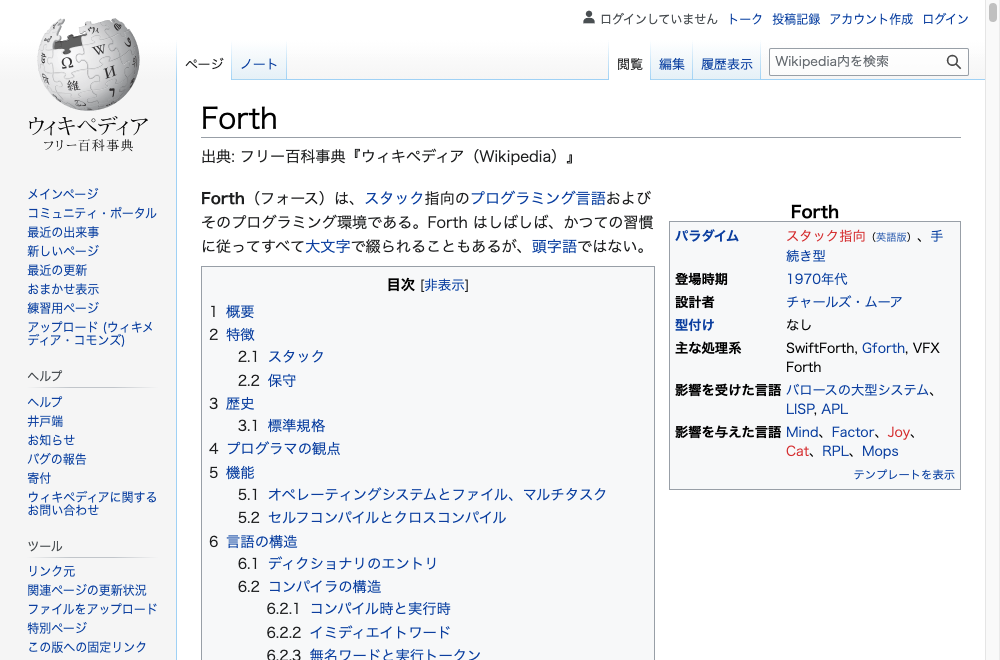 ログインしていません トーク 投稿記録 アカウント作成 ログイン
ページ ノート 閲覧 編集 履歴表示 Wikipedia内を検索
ウィキペディア
フリー百科事典
メインページ
コミュニティ・ポータル
最近の出来事
新しいページ
最近の更新
おまかせ表示
練習用ページ
アップロード (ウィキメ
ディア・コモンズ)
ヘルプ
ヘルプ
井戸端
お知らせ
バグの報告
寄付
ウィキペディアに関する
お問い合わせ
ツール
リンク元
関連ページの更新状況
ファイルをアップロード
特別ページ
この版への固定リンク
Forth
出典: フリー百科事典『ウィキペディア（Wikipedia）』
Forth（フォース）は、スタック指向のプログラミング言語および
そのプログラミング環境である。Forth はしばしば、かつての習慣
に従ってすべて大文字で綴られることもあるが、頭字語ではない。
目次 [非表示]
1 概要
2 特徴
2.1 スタック
2.2 保守
3 歴史
3.1 標準規格
4 プログラマの観点
5 機能
5.1 オペレーティングシステムとファイル、マルチタスク
5.2 セルフコンパイルとクロスコンパイル
6 言語の構造
6.1 ディクショナリのエントリ
6.2 コンパイラの構造
6.2.1 コンパイル時と実行時
6.2.2 イミディエイトワード
6.2.3 無名ワードと実行トークン
Forth
パラダイム スタック指向（英語版）、手
続き型
登場時期 1970年代
設計者 チャールズ・ムーア
型付け なし
主な処理系 SwiftForth, Gforth, VFX
Forth
影響を受けた言語 バロースの大型システム、
LISP, APL
影響を与えた言語 Mind、Factor、Joy、
Cat、RPL、Mops
テンプレートを表示